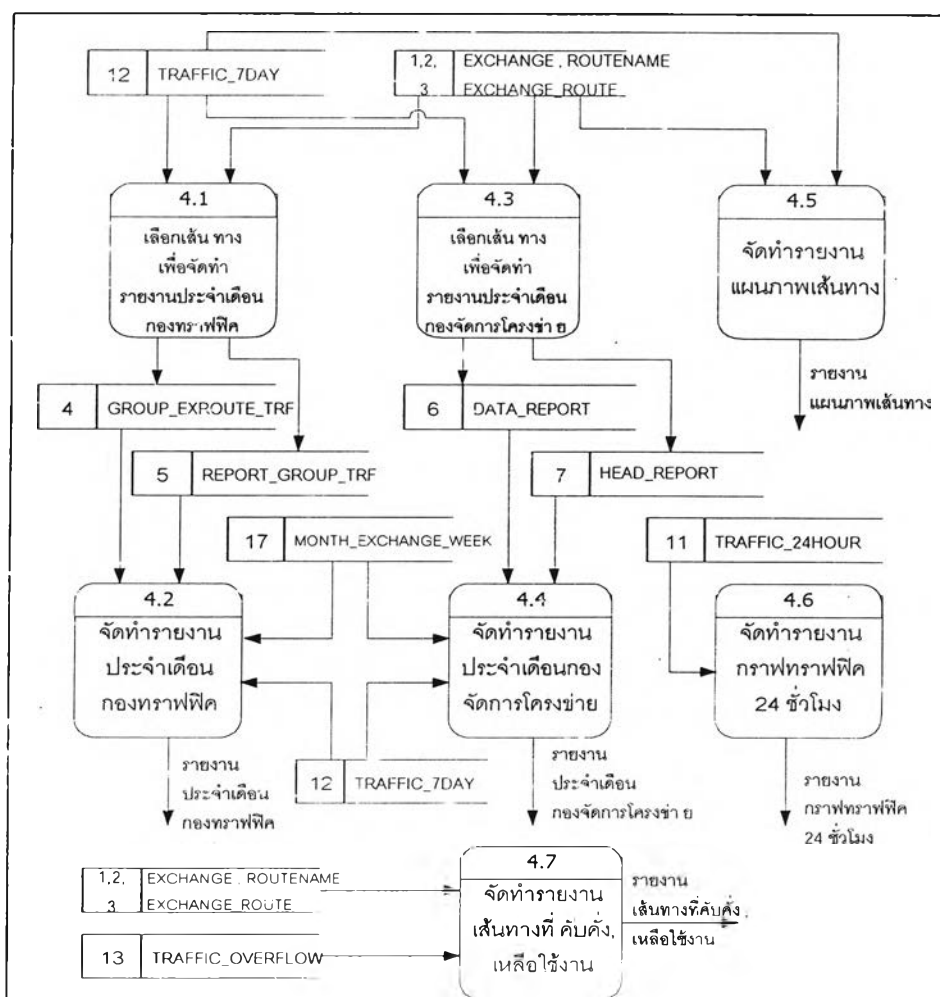 12 TRAFFIC_7DAY
1,2, EXCHANGE , ROUTENAME
3 EXCHANGE_ROUTE
4.1
เลือกเส้น ทาง
เพื่อจัดทำ
รายงานประจำเดือน
กองทราฟฟิค
4.3
เลือกเส้น ทาง
เพื่อจัดทำ
รายงานประจำเดือน
กองจัดการโครงข่า ย
4.5
จัดทำรายงาน
แผนภาพเส้นทาง
รายงาน
แผนภาพเส้นทาง
4 GROUP_EXROUTE_TRF
6 DATA_REPORT
5 REPORT_GROUP_TRF
7 HEAD_REPORT
17 MONTH_EXCHANGE_WEEK
11 TRAFFIC_24HOUR
4.2
จัดทำรายงาน
ประจำเดือน
กองทราฟฟิค
4.4
จัดทำรายงาน
ประจำเดือนกอง
จัดการโครงข่าย
4.6
จัดทำรายงาน
กราฟทราฟฟิค
24 ชั่วโมง
รายงาน
ประจำเดือน
กองทราฟฟิค
12 TRAFFIC_7DAY
รายงาน
ประจำเดือน
กองจัดการโครงข่า ย
รายงาน
กราฟทราฟฟิค
24 ชั่วโมง
1,2, EXCHANGE , ROUTENAME
3 EXCHANGE_ROUTE
13 TRAFFIC_OVERFLOW
4.7
จัดทำรายงาน
เส้นทางที่ คับคั่ง,
เหลือใช้งาน
รายงาน
เส้นทางที่คับคั่ง,
เหลือใช้งาน